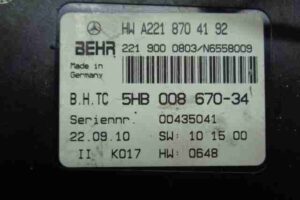 HW A221 870 41 92
BEHR 221 900 0803/N6558009
Made in
Germany
B.H.TC 5HB 008 670-34
Seriennr. 00435041
22.09.10 SW: 10 15 00
II K017 HW: 0648